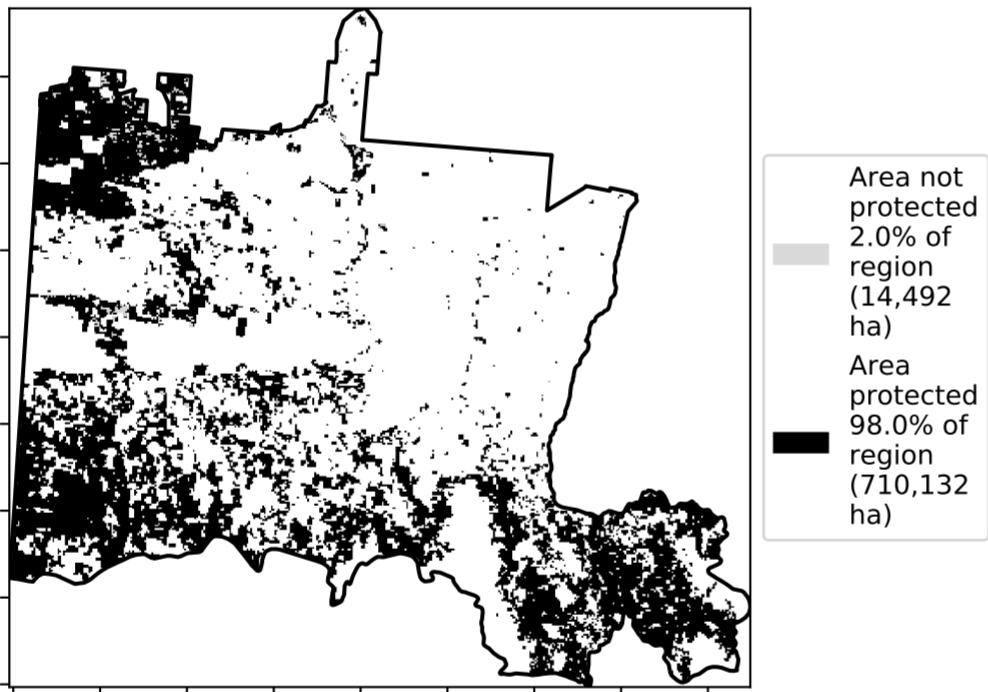 Area not
protected
2.0% of
region
(14,492
ha)
Area
protected
98.0% of
region
(710,132
ha)